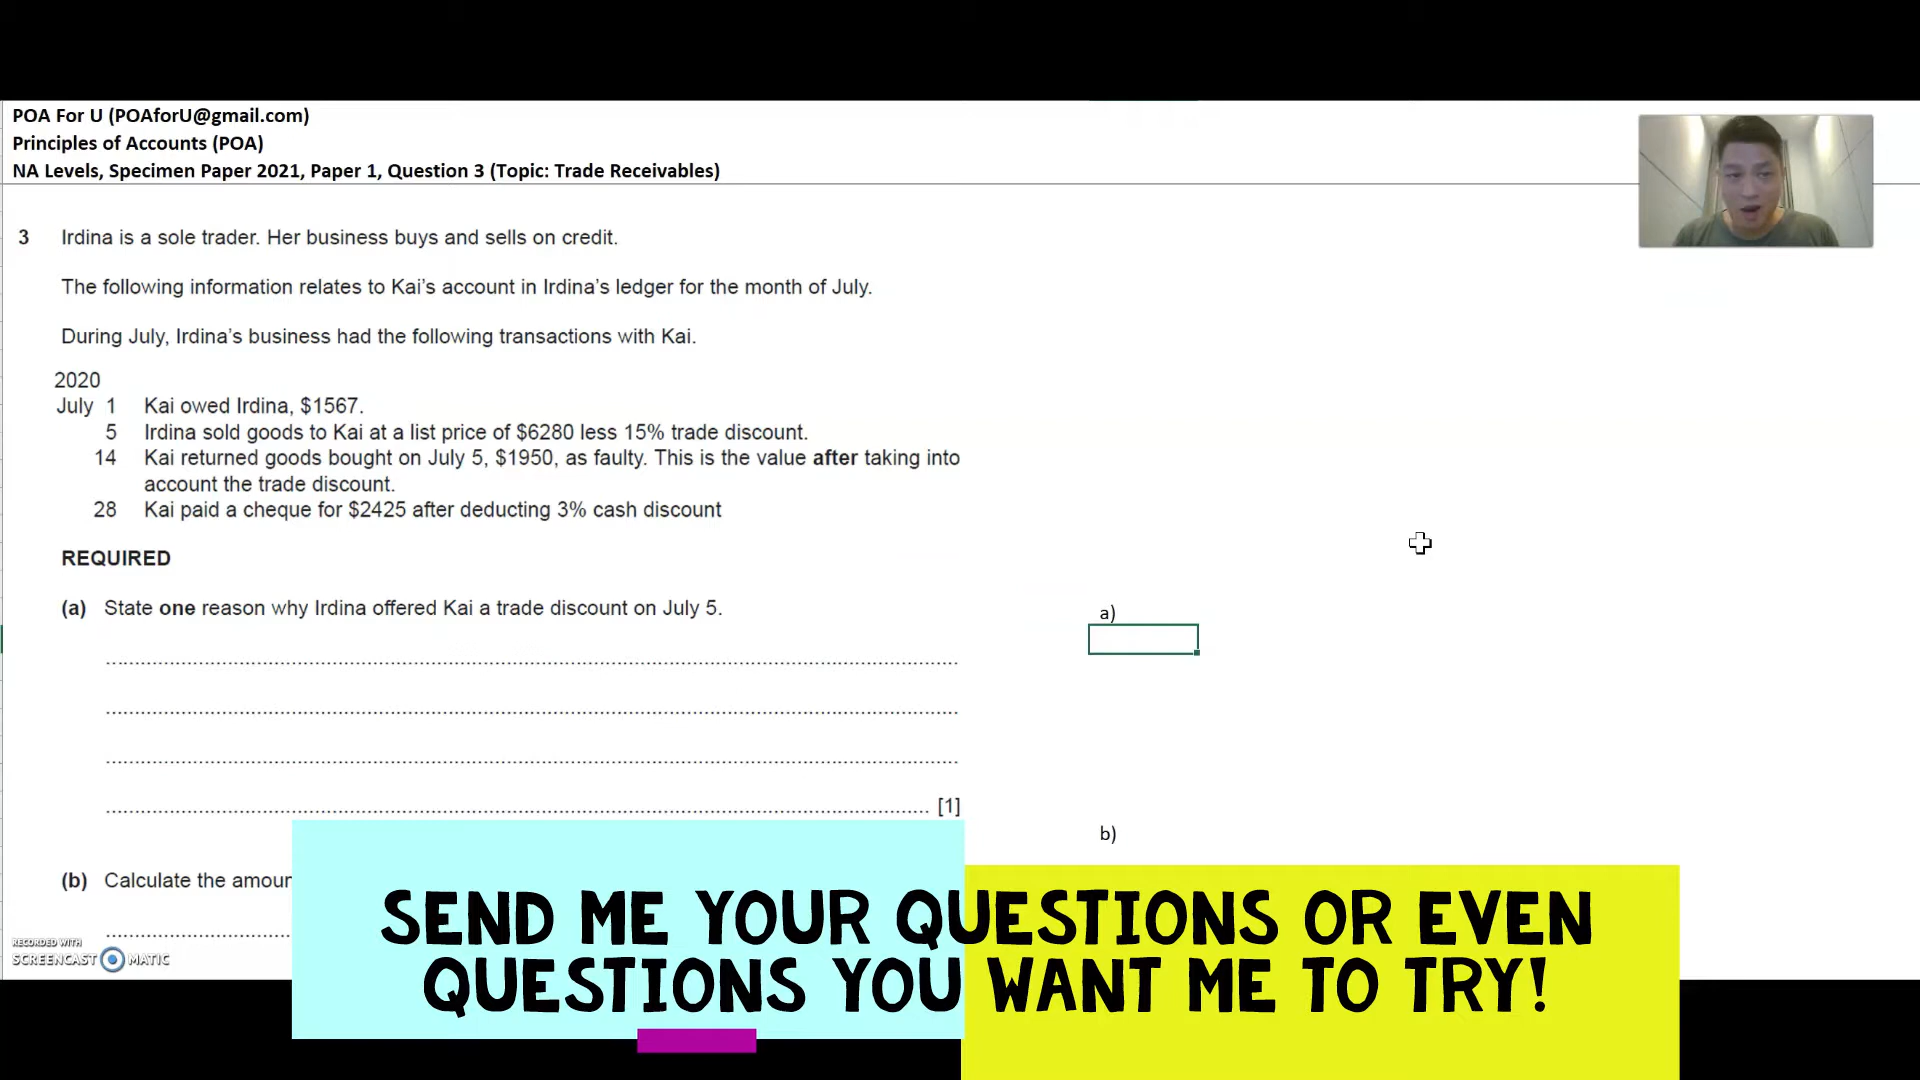 POA For U (POAforU@gmail.com)
Principles of Accounts (POA)
NA Levels, Specimen Paper 2021, Paper 1, Question 3 (Topic: Trade Receivables)
3 Irdina is a sole trader. Her business buys and sells on credit.
The following information relates to Kai's account in Irdina's ledger for the month of July.
During July, Irdina's business had the following transactions with Kai.
2020
July 1 Kai owed Irdina, $1567.
5 Irdina sold goods to Kai at a list price of $6280 less 15% trade discount.
14 Kai returned goods bought on July 5, $1950, as faulty. This is the value after taking into
account the trade discount.
28 Kai paid a cheque for $2425 after deducting 3% cash discount
REQUIRED
(a) State one reason why Irdina offered Kai a trade discount on July 5.
[1]
(b) Calculate the amoun
a)
b)
SEND ME YOUR QUESTIONS OR EVEN
QUESTIONS YOU WANT ME TO TRY!
RECORDED WITH
SCREENCAST MATIC